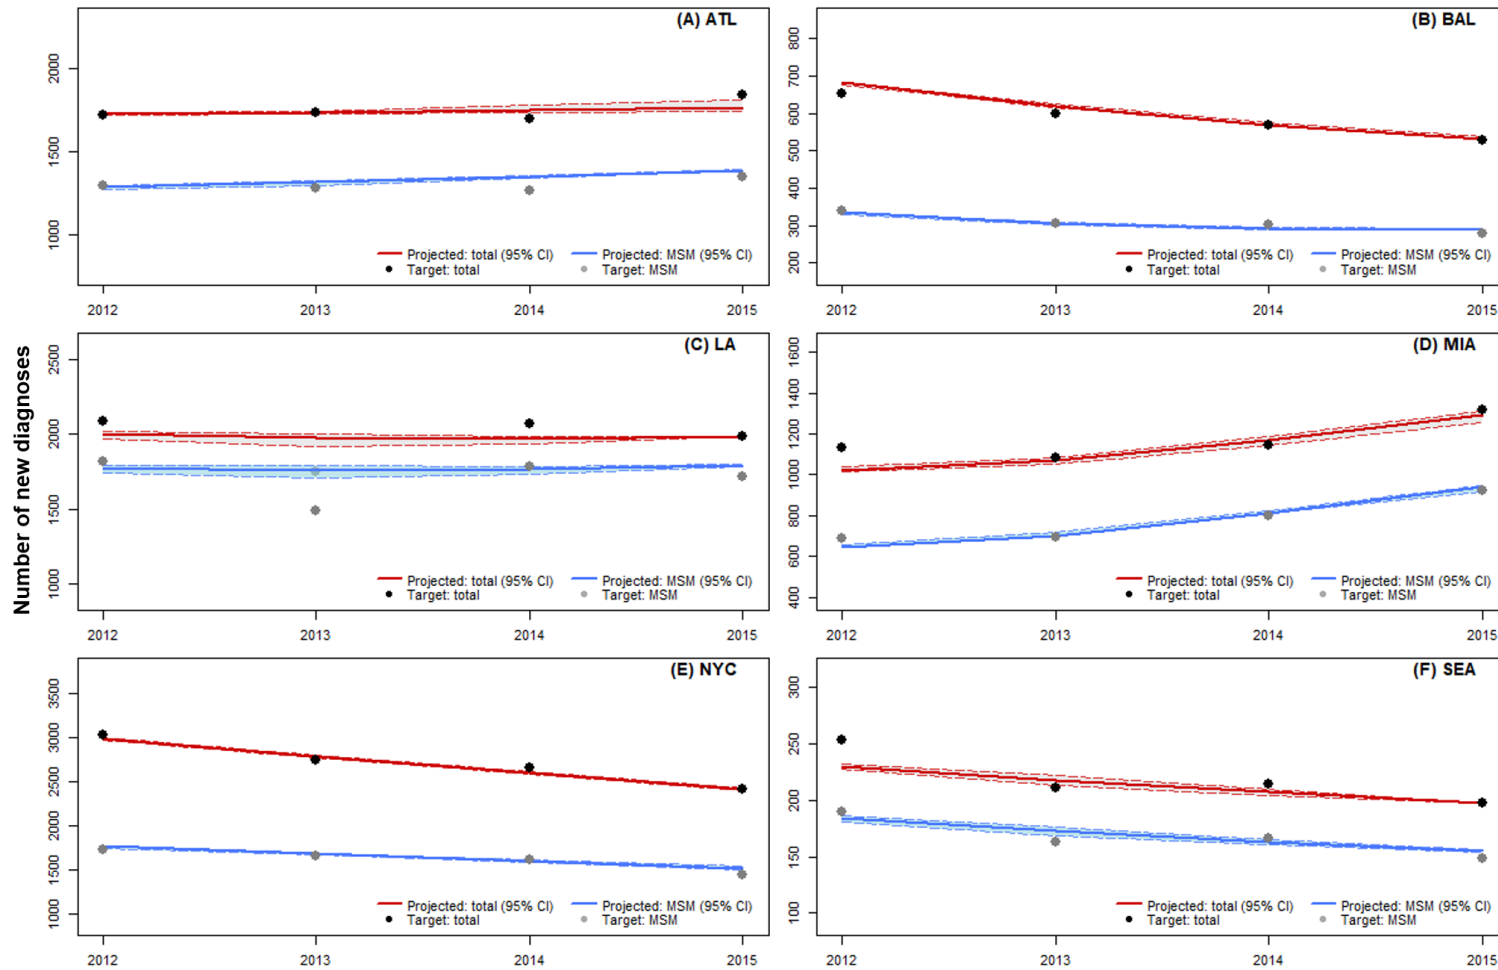 Number of new diagnoses
(A) ATL
2000
1500
1000
Projected: total (95% CI) Projected: MSM (95% CI)
Target: total Target: MSM
2012 2013 2014 2015
(B) BAL
800
700
600
500
400
300
200
Projected: total (95% CI) Projected: MSM (95% CI)
Target: total Target: MSM
2012 2013 2014 2015
(C) LA
2500
2000
1500
1000
Projected: total (95% CI) Projected: MSM (95% CI)
Target: total Target: MSM
2012 2013 2014 2015
(D) MIA
1600
1400
1200
1000
800
600
400
Projected: total (95% CI) Projected: MSM (95% CI)
Target: total Target: MSM
2012 2013 2014 2015
(E) NYC
3500
3000
2500
2000
1500
1000
Projected: total (95% CI) Projected: MSM (95% CI)
Target: total Target: MSM
2012 2013 2014 2015
(F) SEA
300
250
200
150
100
Projected: total (95% CI) Projected: MSM (95% CI)
Target: total Target: MSM
2012 2013 2014 2015